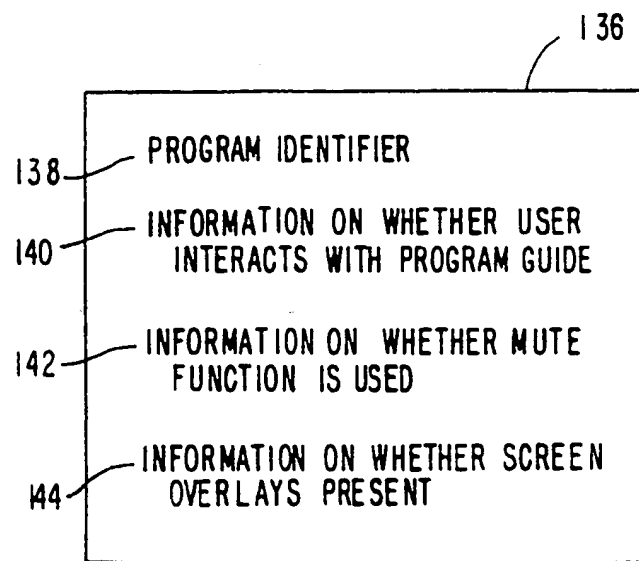 136
138 PROGRAM IDENTIFIER
140 INFORMATION ON WHETHER USER
INTERACTS WITH PROGRAM GUIDE
142 INFORMATION ON WHETHER MUTE
FUNCTION IS USED
144 INFORMATION ON WHETHER SCREEN
OVERLAYS PRESENT